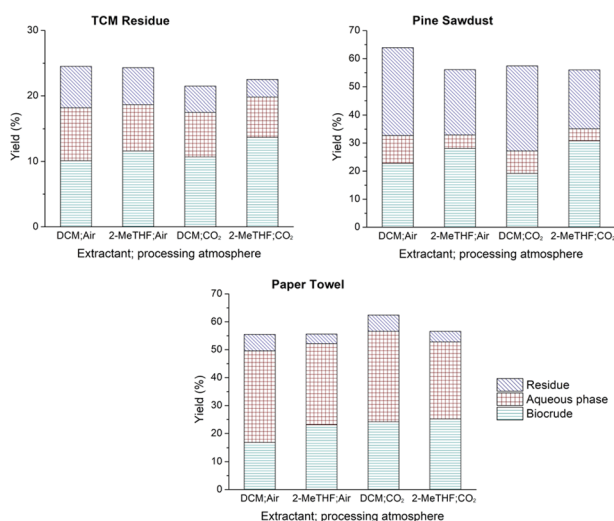 TCM Residue
30
20
10
0
Yield (%)
DCM;Air 2-MeTHF;Air DCM;CO₂ 2-MeTHF;CO₂
Extractant; processing atmosphere
Pine Sawdust
70
60
50
40
30
20
10
0
Yield (%)
DCM;Air 2-MeTHF;Air DCM;CO₂ 2-MeTHF;CO₂
Extractant; processing atmosphere
Paper Towel
70
60
50
40
30
20
10
0
Yield (%)
DCM;Air 2-MeTHF;Air DCM;CO₂ 2-MeTHF;CO₂
Extractant; processing atmosphere
Residue
Aqueous phase
Biocrude